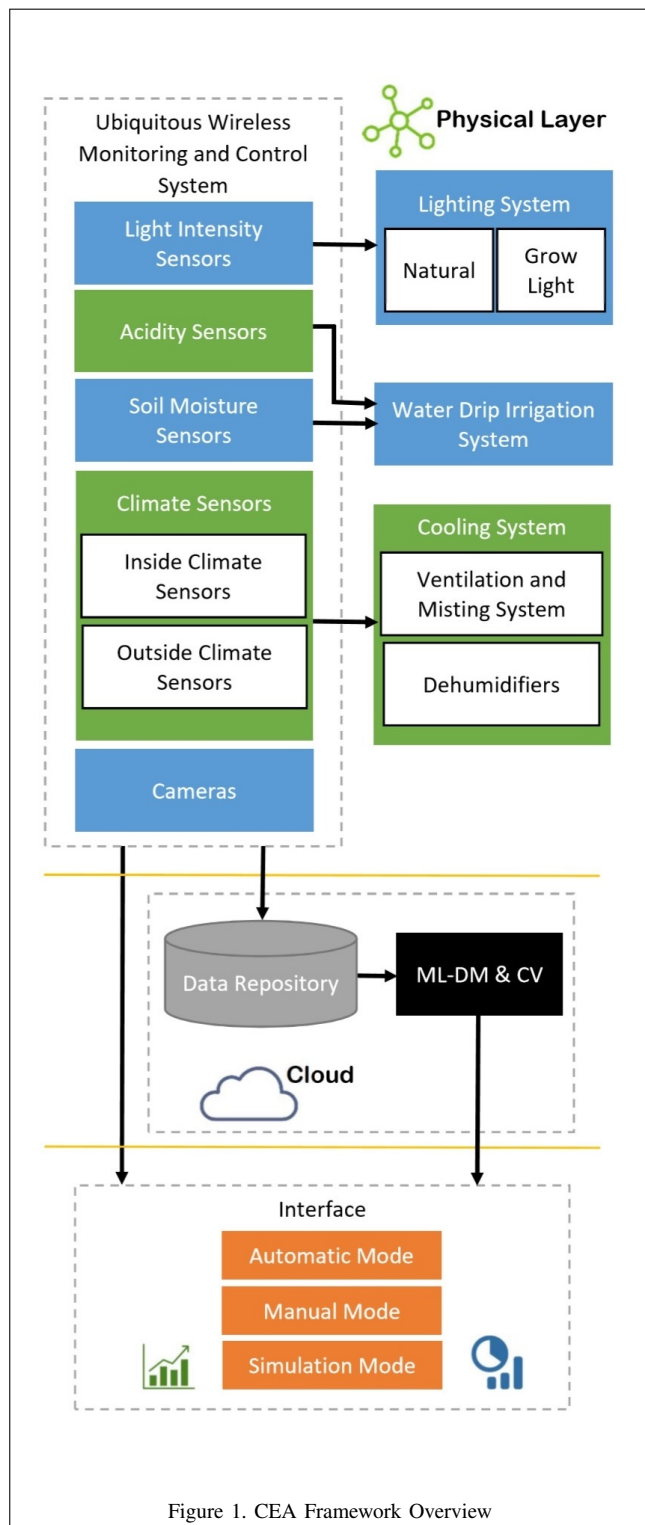 Ubiquitous Wireless
Monitoring and Control
System
Physical Layer
Light Intensity
Sensors
Lighting System
Natural
Grow
Light
Acidity Sensors
Soil Moisture
Sensors
Water Drip Irrigation
System
Climate Sensors
Inside Climate
Sensors
Outside Climate
Sensors
Cooling System
Ventilation and
Misting System
Dehumidifiers
Cameras
Data Repository
ML-DM & CV
Cloud
Interface
Automatic Mode
Manual Mode
Simulation Mode
Figure 1. CEA Framework Overview